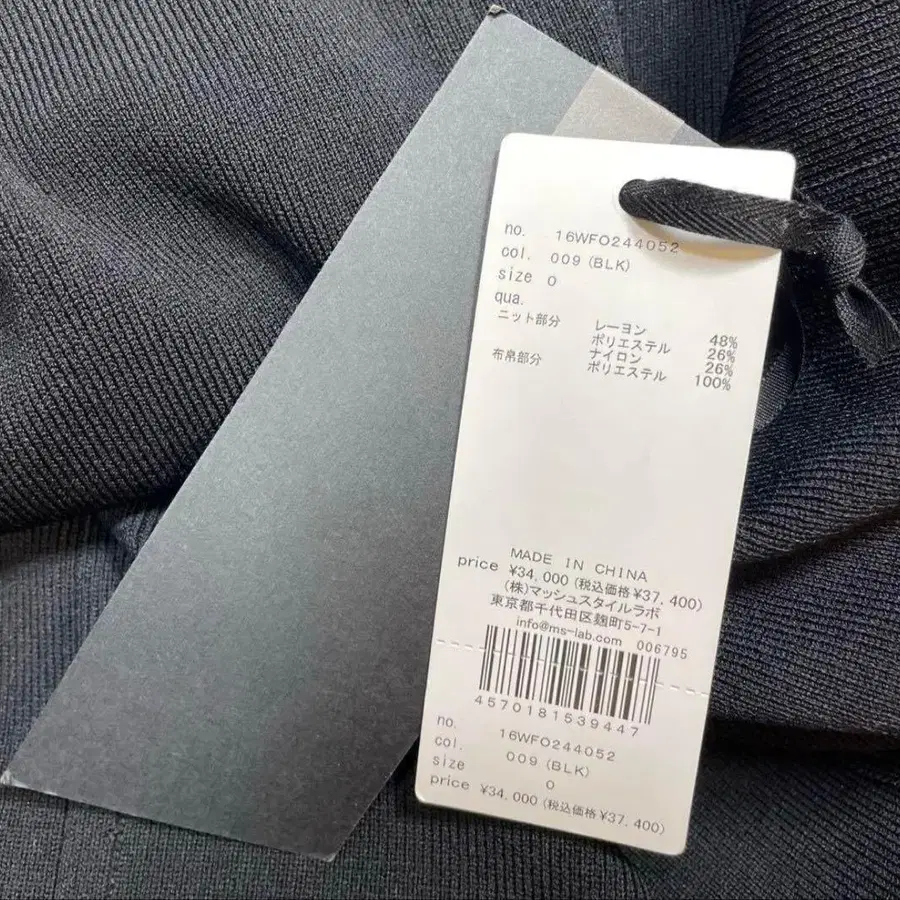 no. 16WFO244052
col. 009 (BLK)
size 0
qua.
ニット部分 レーヨン 48%
ポリエステル 26%
ナイロン 26%
布帛部分 ポリエステル 100%
MADE IN CHINA
price ¥34,000 (税込価格¥37,400)
(株)マッシュスタイルラボ
東京都千代田区麹町5-7-1
info@ms-lab.com 006795
4570181539447
no. 16WFO244052
col. 009 (BLK)
size 0
price ¥34,000 (税込価格¥37,400)